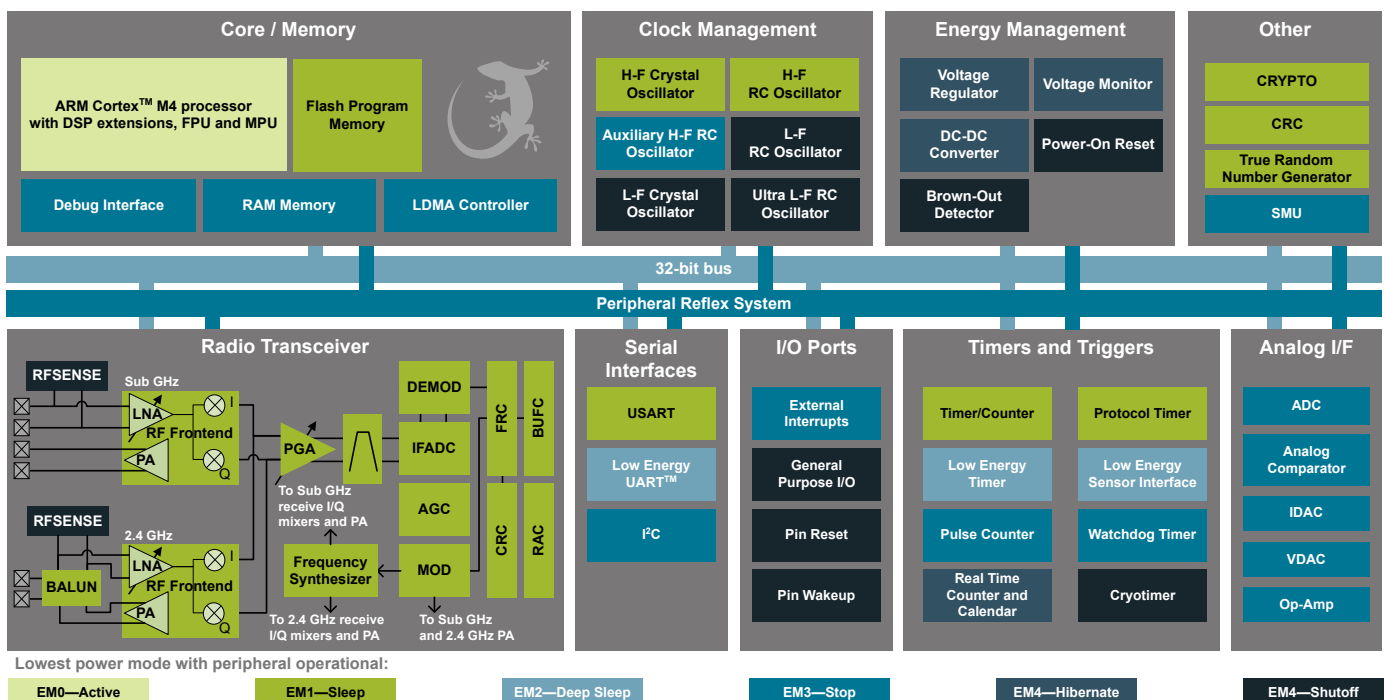 Core / Memory
ARM Cortex™ M4 processor
with DSP extensions, FPU and MPU
Flash Program
Memory
Debug Interface
RAM Memory
LDMA Controller
Clock Management
H-F Crystal
Oscillator
H-F
RC Oscillator
Auxiliary H-F RC
Oscillator
L-F
RC Oscillator
L-F Crystal
Oscillator
Ultra L-F RC
Oscillator
Energy Management
Voltage
Regulator
Voltage Monitor
DC-DC
Converter
Power-On Reset
Brown-Out
Detector
Other
CRYPTO
CRC
True Random
Number Generator
SMU
32-bit bus
Peripheral Reflex System
Radio Transceiver
RFSENSE
Sub GHz
LNA
RF Frontend
PA
I
Q
PGA
DEMOD
IFADC
AGC
MOD
FRC
BUFC
CRC
RAC
To Sub GHz
receive I/Q
mixers and PA
RFSENSE
2.4 GHz
BALUN
LNA
RF Frontend
PA
I
Q
Frequency
Synthesizer
To 2.4 GHz receive
I/Q mixers and PA
To Sub GHz
and 2.4 GHz PA
Serial
Interfaces
USART
Low Energy
UART™
I²C
I/O Ports
External
Interrupts
General
Purpose I/O
Pin Reset
Pin Wakeup
Timers and Triggers
Timer/Counter
Protocol Timer
Low Energy
Timer
Low Energy
Sensor Interface
Pulse Counter
Watchdog Timer
Real Time
Counter and
Calendar
Cryotimer
Analog I/F
ADC
Analog
Comparator
IDAC
VDAC
Op-Amp
Lowest power mode with peripheral operational:
EM0—Active
EM1—Sleep
EM2—Deep Sleep
EM3—Stop
EM4—Hibernate
EM4—Shutoff